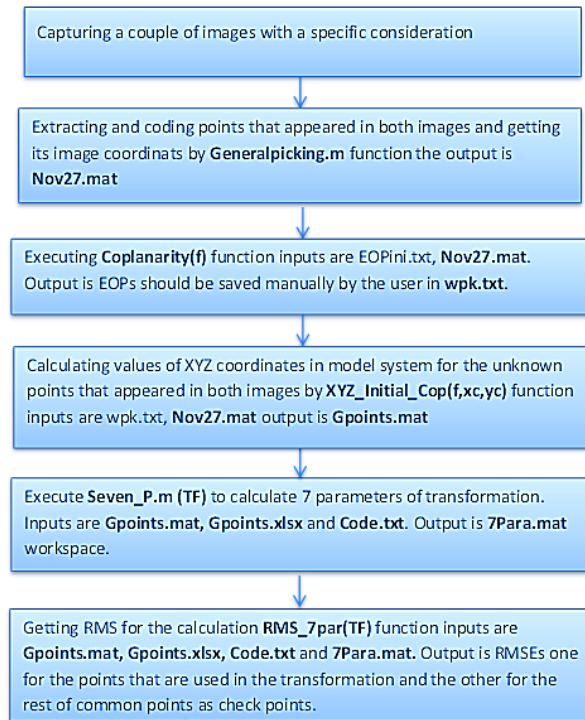 Capturing a couple of images with a specific consideration
Extracting and coding points that appeared in both images and getting
its image coordinats by Generalpicking.m function the output is
Nov27.mat
Executing Coplanarity(f) function inputs are EOPini.txt, Nov27.mat.
Output is EOPs should be saved manually by the user in wpk.txt.
Calculating values of XYZ coordinates in model system for the unknown
points that appeared in both images by XYZ_Initial_Cop(f,xc,yc) function
inputs are wpk.txt, Nov27.mat output is Gpoints.mat
Execute Seven_P.m (TF) to calculate 7 parameters of transformation.
Inputs are Gpoints.mat, Gpoints.xlsx and Code.txt. Output is 7Para.mat
workspace.
Getting RMS for the calculation RMS_7par(TF) function inputs are
Gpoints.mat, Gpoints.xlsx, Code.txt and 7Para.mat. Output is RMSEs one
for the points that are used in the transformation and the other for the
rest of common points as check points.